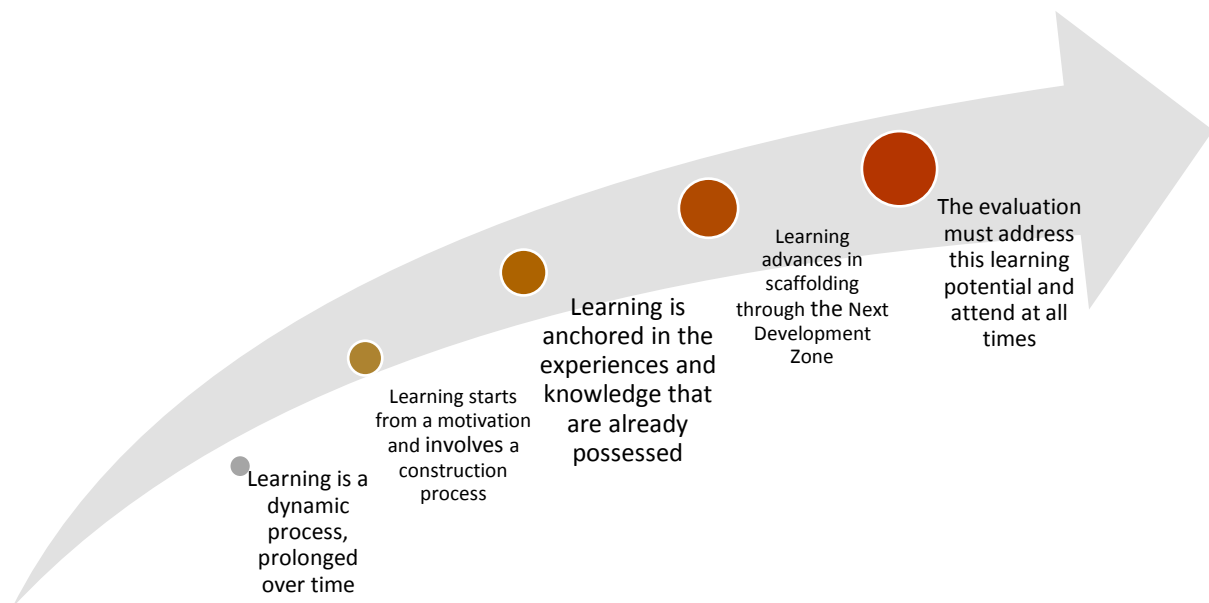 Learning is a
dynamic
process,
prolonged
over time
Learning starts
from a motivation
and involves a
construction
process
Learning is
anchored in the
experiences and
knowledge that
are already
possessed
Learning
advances in
scaffolding
through the Next
Development
Zone
The evaluation
must address
this learning
potential and
attend at all
times